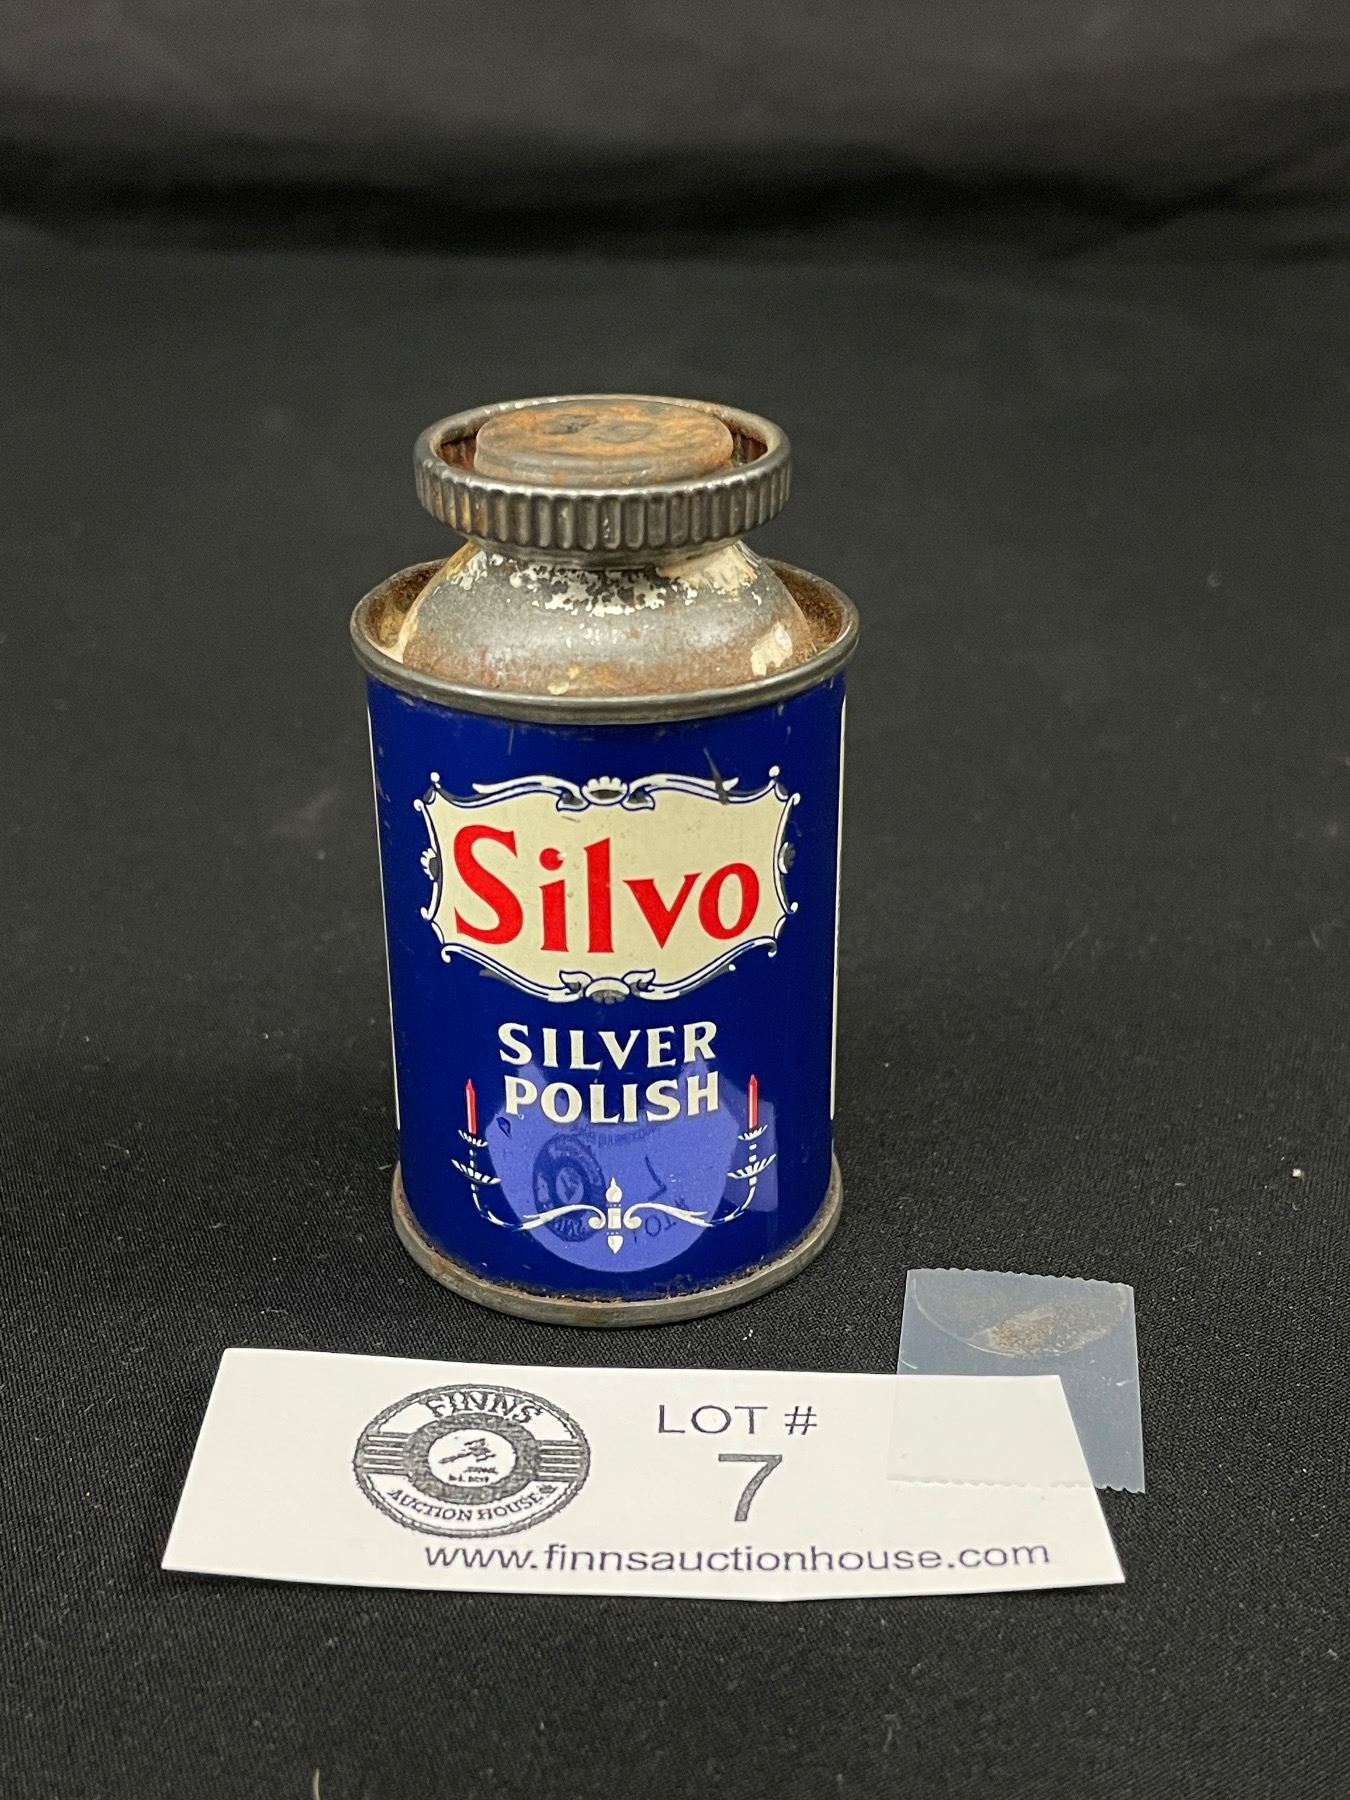 Silvo
SILVER
POLISH
FINNS
AUCTION HOUSE
LOT #
7
www.finnsauctionhouse.com